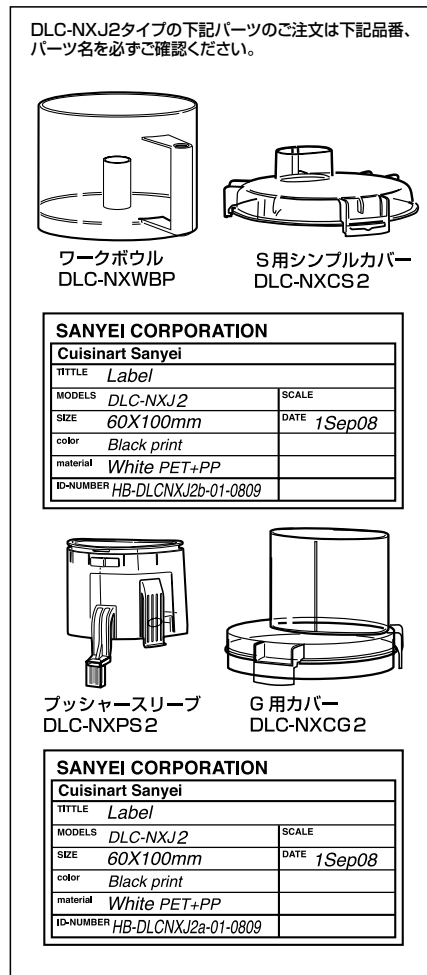 DLC-NXJ2タイプの下記パーツのご注文は下記品番、
パーツ名を必ずご確認ください。
ワークボウル
DLC-NXWBP
S用シンプルカバー
DLC-NXCS2
SANYEI CORPORATION
Cuisinart Sanyei
TITTLE Label
MODELS DLC-NXJ2 SCALE
SIZE 60X100mm DATE 1Sep08
color Black print
material White PET+PP
ID-NUMBER HB-DLCNXJ2b-01-0809
プッシャースリーブ
DLC-NXPS2
G用カバー
DLC-NXCG2
SANYEI CORPORATION
Cuisinart Sanyei
TITTLE Label
MODELS DLC-NXJ2 SCALE
SIZE 60X100mm DATE 1Sep08
color Black print
material White PET+PP
ID-NUMBER HB-DLCNXJ2a-01-0809